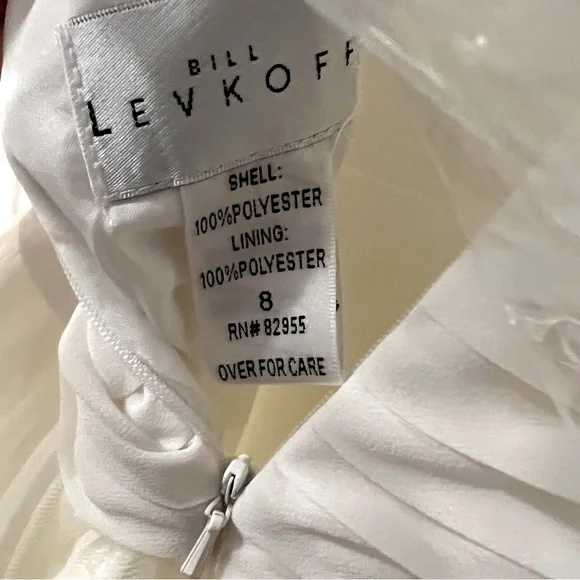 BILL
LEVKOFF
SHELL:
100%POLYESTER
LINING:
100%POLYESTER
8
RN# 82955
OVER FOR CARE